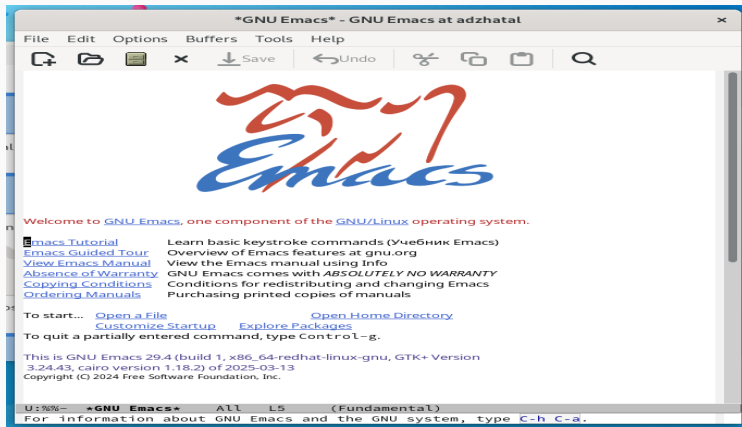 *GNU Emacs* - GNU Emacs at adzhatal
File Edit Options Buffers Tools Help
Save Undo
Emacs
Welcome to GNU Emacs, one component of the GNU/Linux operating system.
Emacs Tutorial Learn basic keystroke commands (Учебник Emacs)
Emacs Guided Tour Overview of Emacs features at gnu.org
View Emacs Manual View the Emacs manual using Info
Absence of Warranty GNU Emacs comes with ABSOLUTELY NO WARRANTY
Copying Conditions Conditions for redistributing and changing Emacs
Ordering Manuals Purchasing printed copies of manuals
To start... Open a File Open Home Directory
Customize Startup Explore Packages
To quit a partially entered command, type Control-g.
This is GNU Emacs 29.4 (build 1, x86_64-redhat-linux-gnu, GTK+ Version
3.24.43, cairo version 1.18.2) of 2025-03-13
Copyright (C) 2024 Free Software Foundation, Inc.
U:%%- *GNU Emacs* All L5 (Fundamental)
For information about GNU Emacs and the GNU system, type C-h C-a.